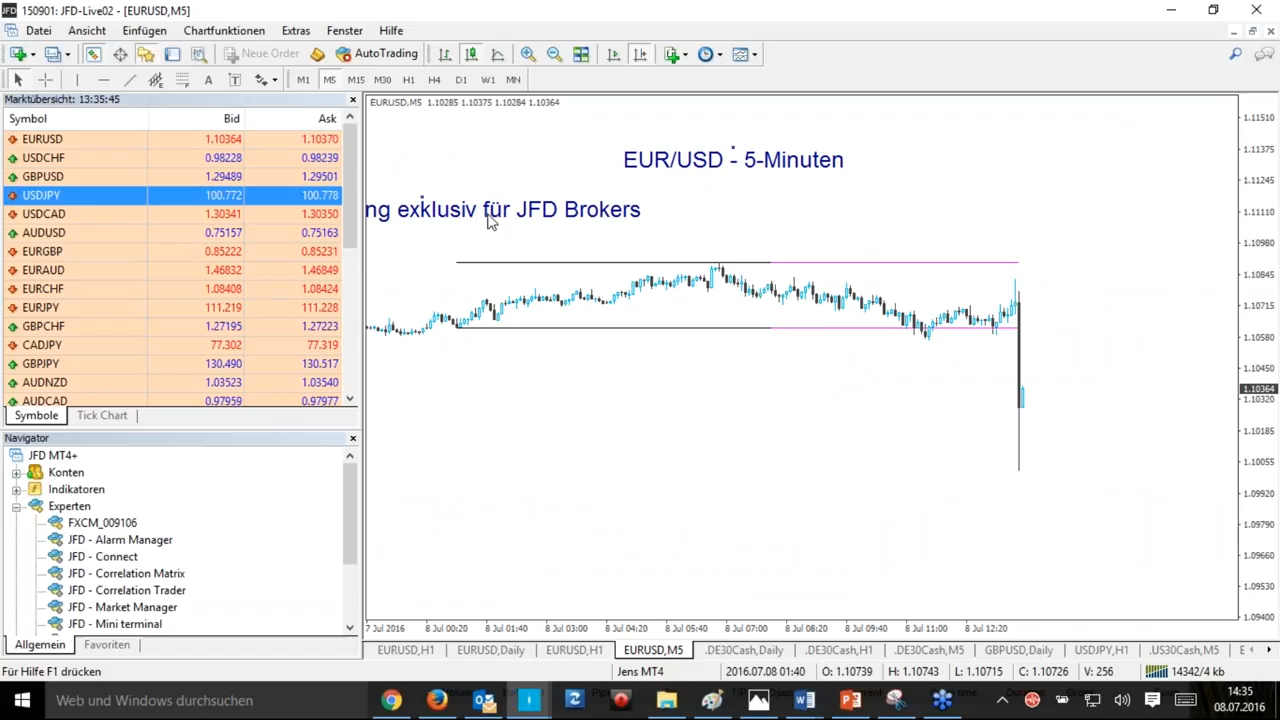 150901: JFD-Live02 - [EURUSD,M5]
Datei Ansicht Einfügen Chartfunktionen Extras Fenster Hilfe
Neue Order AutoTrading
A T M1 M5 M15 M30 H1 H4 D1 W1 MN
Marktübersicht: 13:35:45
Symbol Bid Ask
EURUSD 1.10364 1.10370
USDCHF 0.98228 0.98239
GBPUSD 1.29489 1.29501
USDJPY 100.772 100.778
USDCAD 1.30341 1.30350
AUDUSD 0.75157 0.75163
EURGBP 0.85222 0.85231
EURAUD 1.46832 1.46849
EURCHF 1.08408 1.08424
EURJPY 111.219 111.228
GBPCHF 1.27195 1.27223
CADJPY 77.302 77.319
GBPJPY 130.490 130.517
AUDNZD 1.03523 1.03540
AUDCAD 0.97959 0.97977
Symbole Tick Chart
Navigator
JFD MT4+
Konten
Indikatoren
Experten
FXCM_009106
JFD - Alarm Manager
JFD - Connect
JFD - Correlation Matrix
JFD - Correlation Trader
JFD - Market Manager
JFD - Mini terminal
Allgemein Favoriten
EURUSD,M5 1.10285 1.10375 1.10284 1.10364
EUR/USD - 5-Minuten
ng exklusiv für JFD Brokers
1.11510
1.11375
1.11245
1.11110
1.10980
1.10845
1.10715
1.10580
1.10450
1.10364
1.10320
1.10185
1.10055
1.09920
1.09790
1.09660
1.09530
1.09400
7 Jul 2016 8 Jul 00:20 8 Jul 01:40 8 Jul 03:00 8 Jul 04:20 8 Jul 05:40 8 Jul 07:00 8 Jul 08:20 8 Jul 09:40 8 Jul 11:00 8 Jul 12:20
EURUSD,H1 EURUSD,Daily EURUSD,H1 EURUSD,M5 .DE30Cash,Daily .DE30Cash,H1 .DE30Cash,M5 GBPUSD,Daily USDJPY,H1 .US30Cash,M5 E
Für Hilfe F1 drücken Jens MT4 2016.07.08 01:40 O: 1.10739 H: 1.10743 L: 1.10715 C: 1.10726 V: 256 14342/4 kb
Web und Windows durchsuchen
14:35
08.07.2016